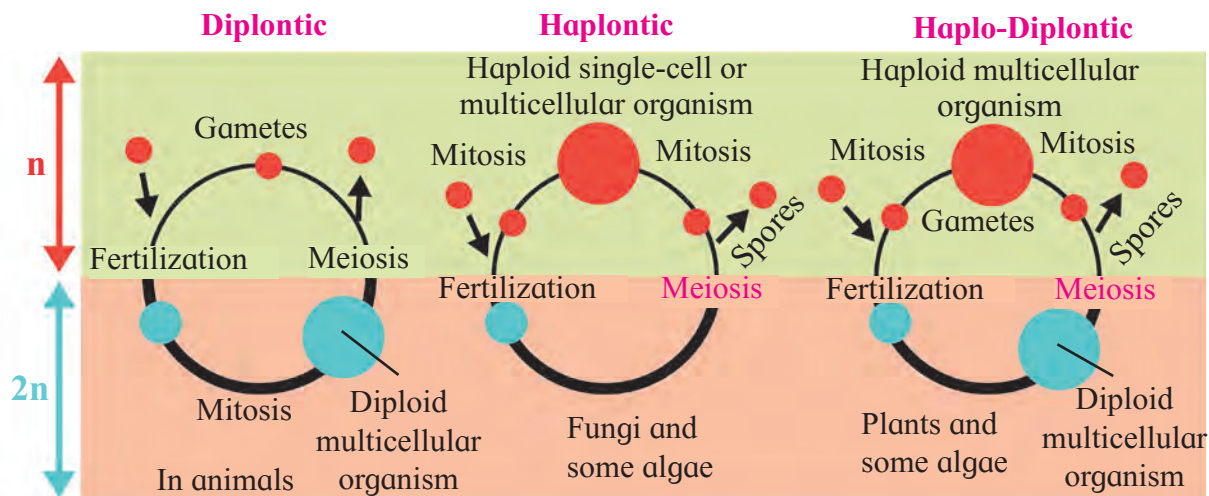 Diplontic
Haplontic
Haplo-Diplontic
n
2n
Gametes
Fertilization
Meiosis
Mitosis
Diploid
multicellular
organism
In animals
Haploid single-cell or
multicellular organism
Mitosis
Mitosis
Spores
Fertilization
Meiosis
Fungi and
some algae
Haploid multicellular
organism
Mitosis
Mitosis
Gametes
Spores
Fertilization
Meiosis
Plants and
some algae
Diploid
multicellular
organism